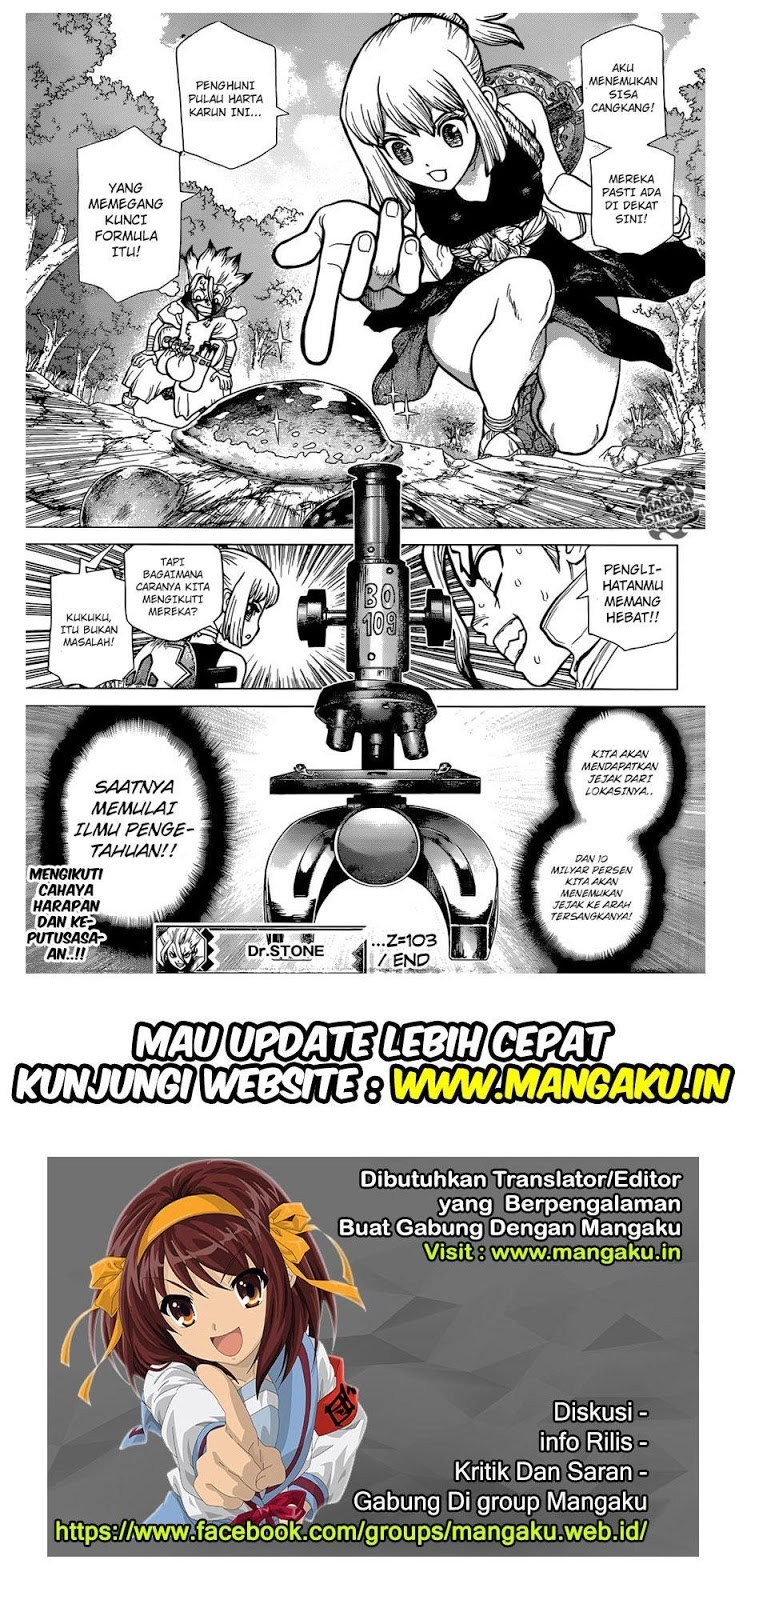 AKU
MENEMUKAN
SISA
CANGKANG!
MEREKA
PASTI ADA
DI DEKAT
SINI!
PENGHUNI
PULAU HARTA
KARUN INI...
YANG
MEMEGANG
KUNCI
FORMULA
ITU!
MANGA
STREAM
PENGLI-
HATANMU
MEMANG
HEBAT!!
BO
109
TAPI
BAGAIMANA
CARANYA KITA
MENGIKUTI
MEREKA?
KUKUKU,
ITU BUKAN
MASALAH!
KITA AKAN
MENDAPATKAN
JEJAK DARI
LOKASINYA..
DAN 10
MILYAR PERSEN
KITA AKAN
MENEMUKAN
JEJAK KE ARAH
TERSANGKANYA!
SAATNYA
MEMULAI
ILMU PENGE-
TAHUAN!!
MENGIKUTI
CAHAYA
HARAPAN
DAN KE-
PUTUSASA-
AN..!!
Dr.STONE
...Z=103
/ END
MAU UPDATE LEBIH CEPAT
KUNJUNGI WEBSITE : WWW.MANGAKU.IN
Dibutuhkan Translator/Editor
yang Berpengalaman
Buat Gabung Dengan Mangaku
Visit : www.mangaku.in
Diskusi -
info Rilis -
Kritik Dan Saran -
Gabung Di group Mangaku
https://www.facebook.com/groups/mangaku.web.id/